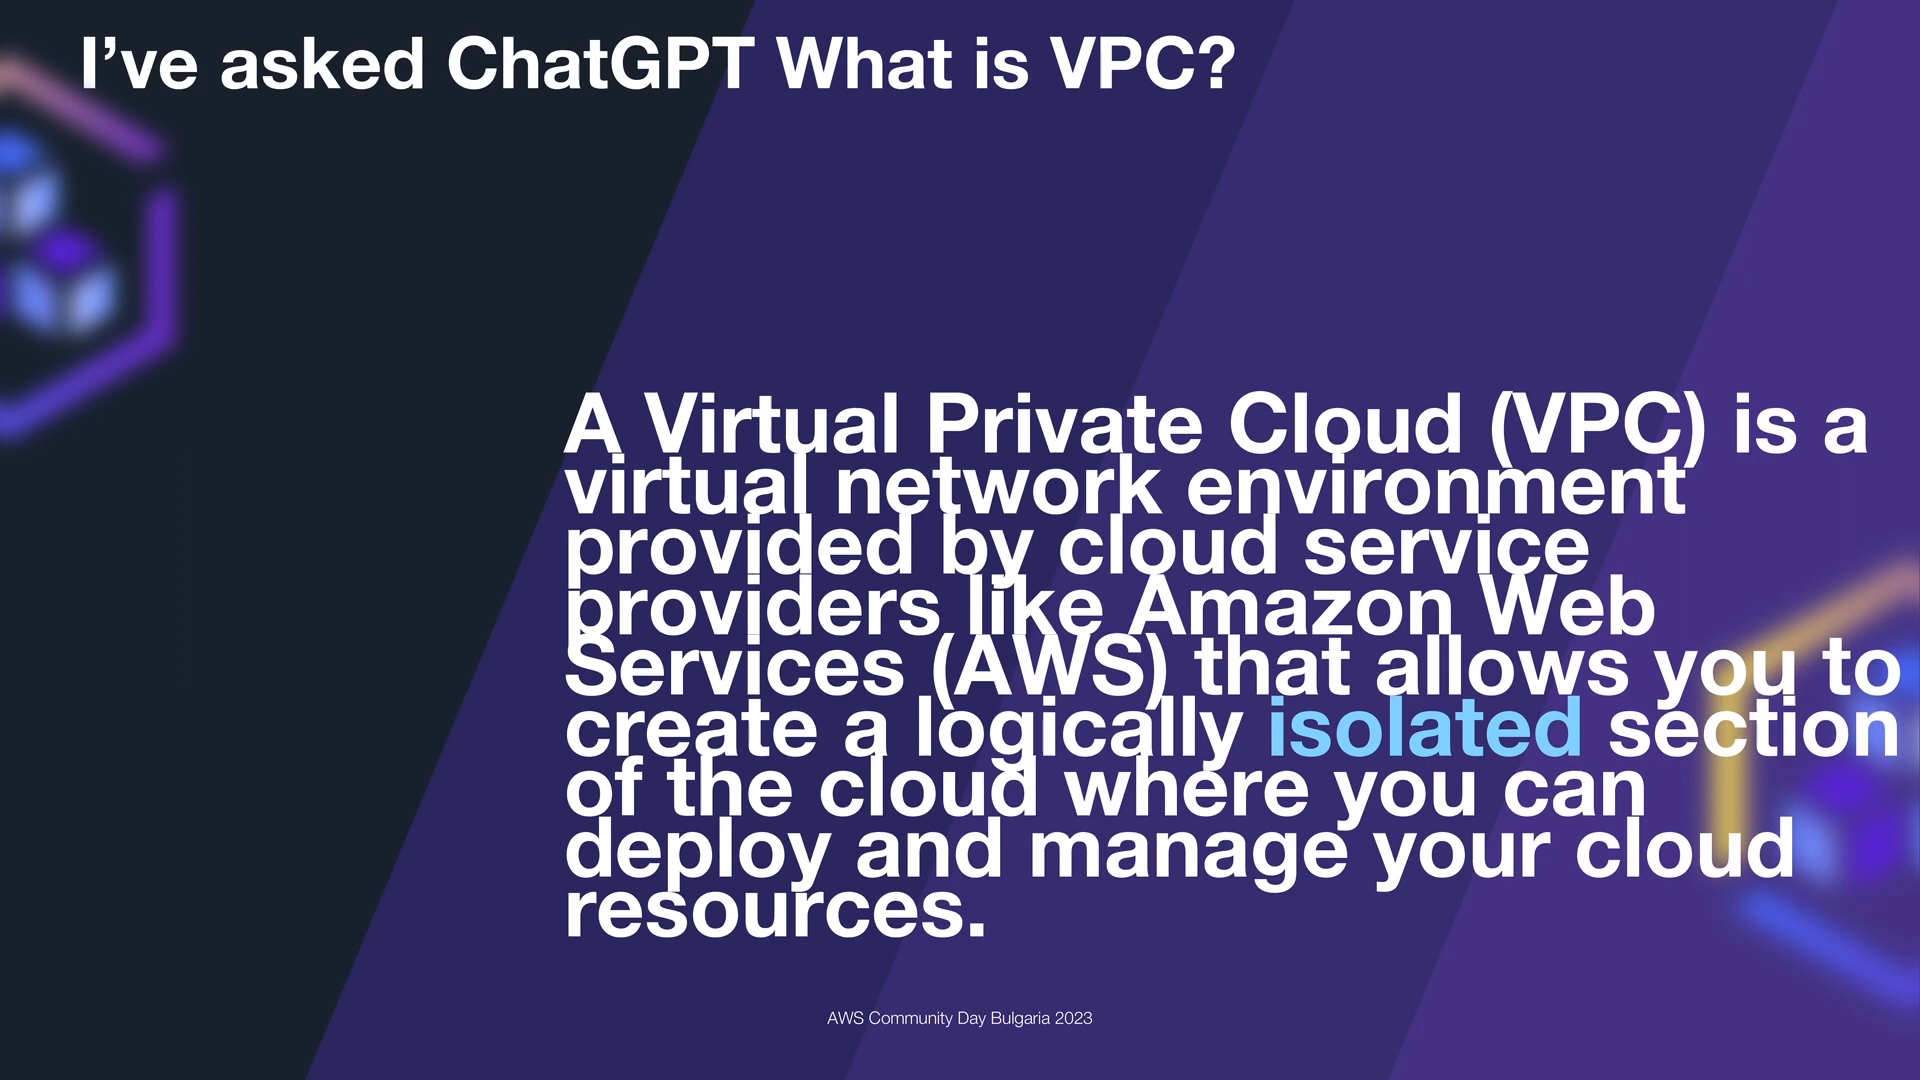 I’ve asked ChatGPT What is VPC?
A Virtual Private Cloud (VPC) is a
virtual network environment
provided by cloud service
providers like Amazon Web
Services (AWS) that allows you to
create a logically isolated section
of the cloud where you can
deploy and manage your cloud
resources.
AWS Community Day Bulgaria 2023